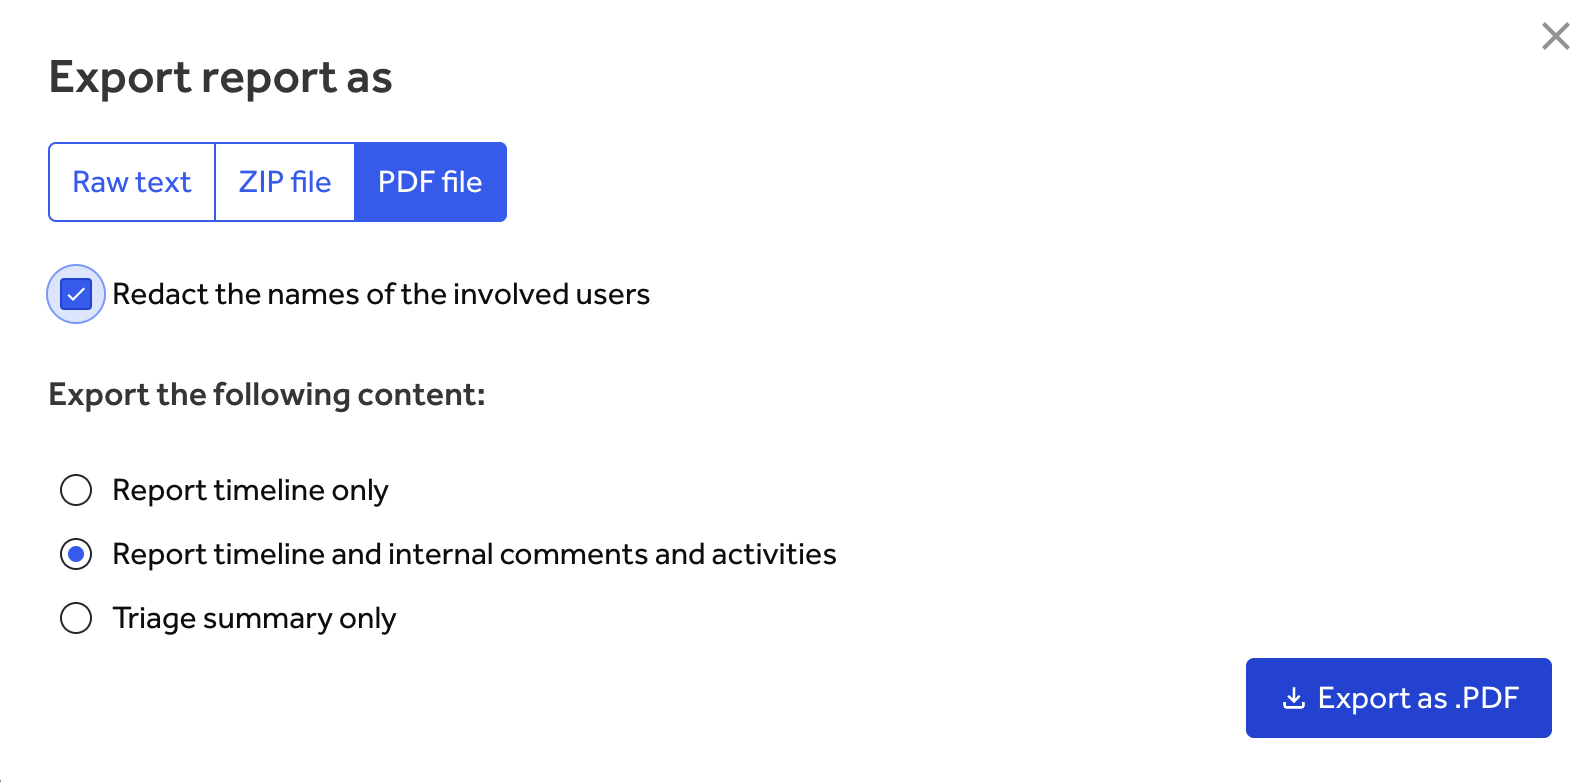 Export report as
Raw text
ZIP file
PDF file
Redact the names of the involved users
Export the following content:
Report timeline only
Report timeline and internal comments and activities
Triage summary only
Export as .PDF